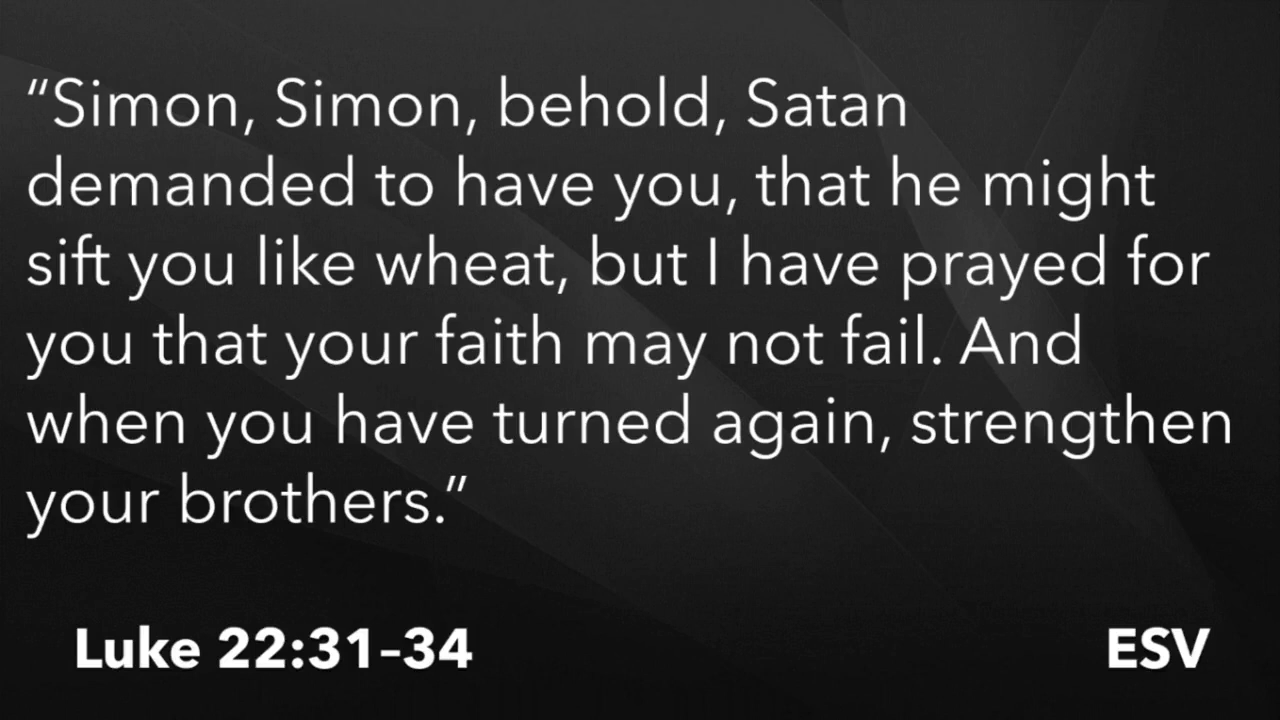 “Simon, Simon, behold, Satan
demanded to have you, that he might
sift you like wheat, but I have prayed for
you that your faith may not fail. And
when you have turned again, strengthen
your brothers.”
Luke 22:31–34 ESV